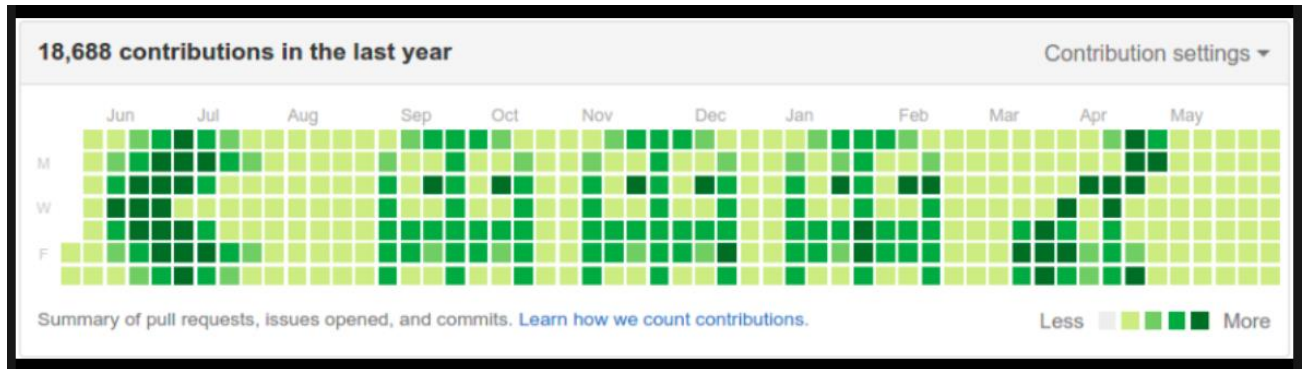 18,688 contributions in the last year
Contribution settings
Jun Jul Aug Sep Oct Nov Dec Jan Feb Mar Apr May
M
W
F
Summary of pull requests, issues opened, and commits. Learn how we count contributions.
Less More